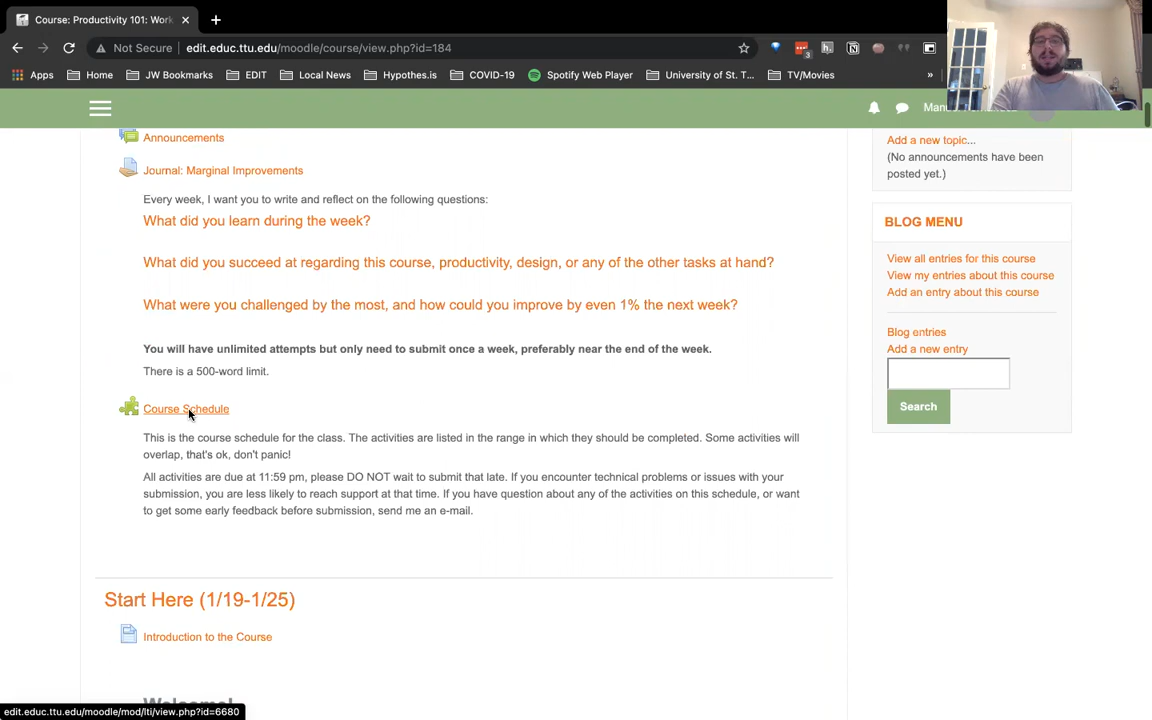 Course: Productivity 101: Work
Not Secure
edit.educ.ttu.edu/moodle/course/view.php?id=184
3
Apps
Home
JW Bookmarks
EDIT
Local News
Hypothes.is
COVID-19
Spotify Web Player
University of St. T...
TV/Movies
»
Announcements
Journal: Marginal Improvements
Every week, I want you to write and reflect on the following questions:
What did you learn during the week?
What did you succeed at regarding this course, productivity, design, or any of the other tasks at hand?
What were you challenged by the most, and how could you improve by even 1% the next week?
You will have unlimited attempts but only need to submit once a week, preferably near the end of the week.
There is a 500-word limit.
Course Schedule
This is the course schedule for the class. The activities are listed in the range in which they should be completed. Some activities will
overlap, that's ok, don't panic!
All activities are due at 11:59 pm, please DO NOT wait to submit that late. If you encounter technical problems or issues with your
submission, you are less likely to reach support at that time. If you have question about any of the activities on this schedule, or want
to get some early feedback before submission, send me an e-mail.
Start Here (1/19-1/25)
Introduction to the Course
Welcome!
Add a new topic...
(No announcements have been
posted yet.)
BLOG MENU
View all entries for this course
View my entries about this course
Add an entry about this course
Blog entries
Add a new entry
Search
edit.educ.ttu.edu/moodle/mod/lti/view.php?id=6680